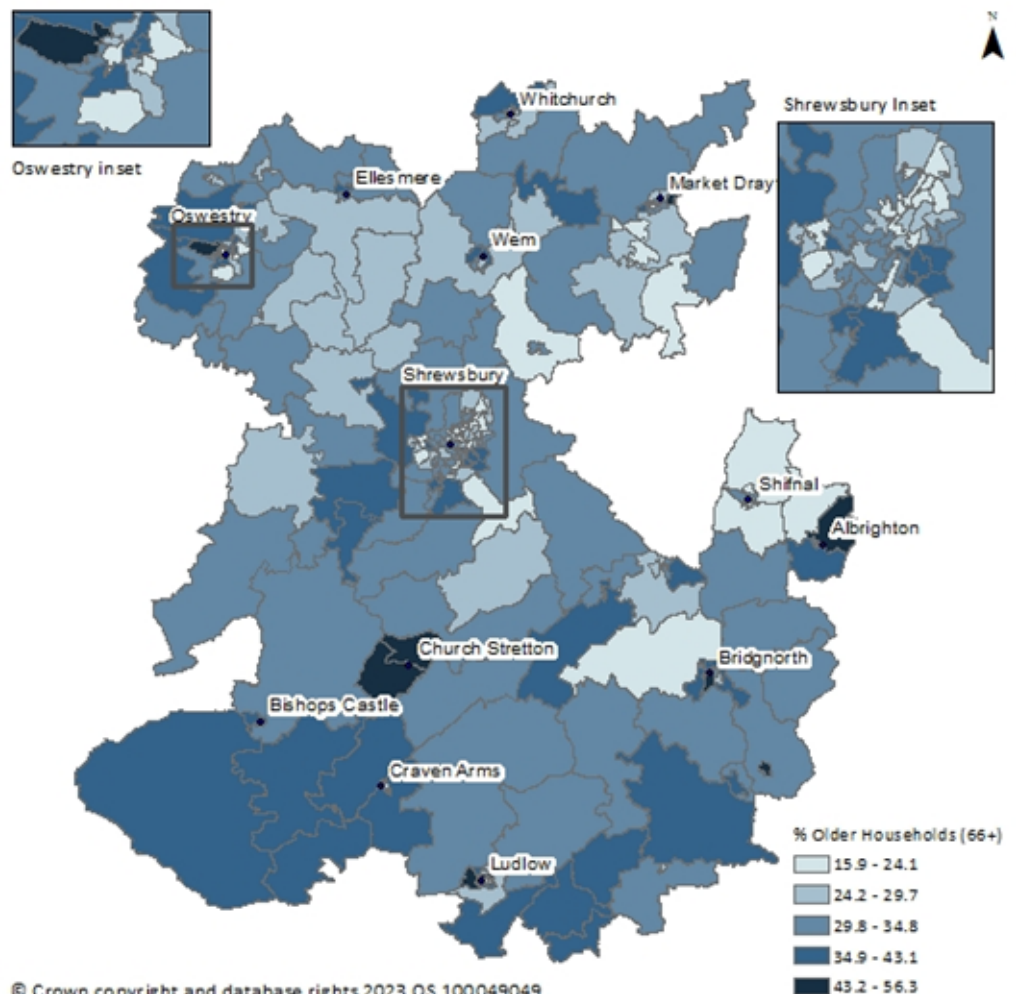 N
Whitchurch
Shrewsbury Inset
Oswestry inset
Ellesmere
Market Dray
Oswestry
Wem
Shrewsbury
Shifnal
Albrighton
Church Stretton
Bridgnorth
Bishops Castle
Craven Arms
% Older Households (66+)
Ludlow
15.9 - 24.1
24.2 - 29.7
29.8 - 34.8
34.9 - 43.1
43.2 - 56.3
© Crown copyright and database rights 2023 OS 100049049